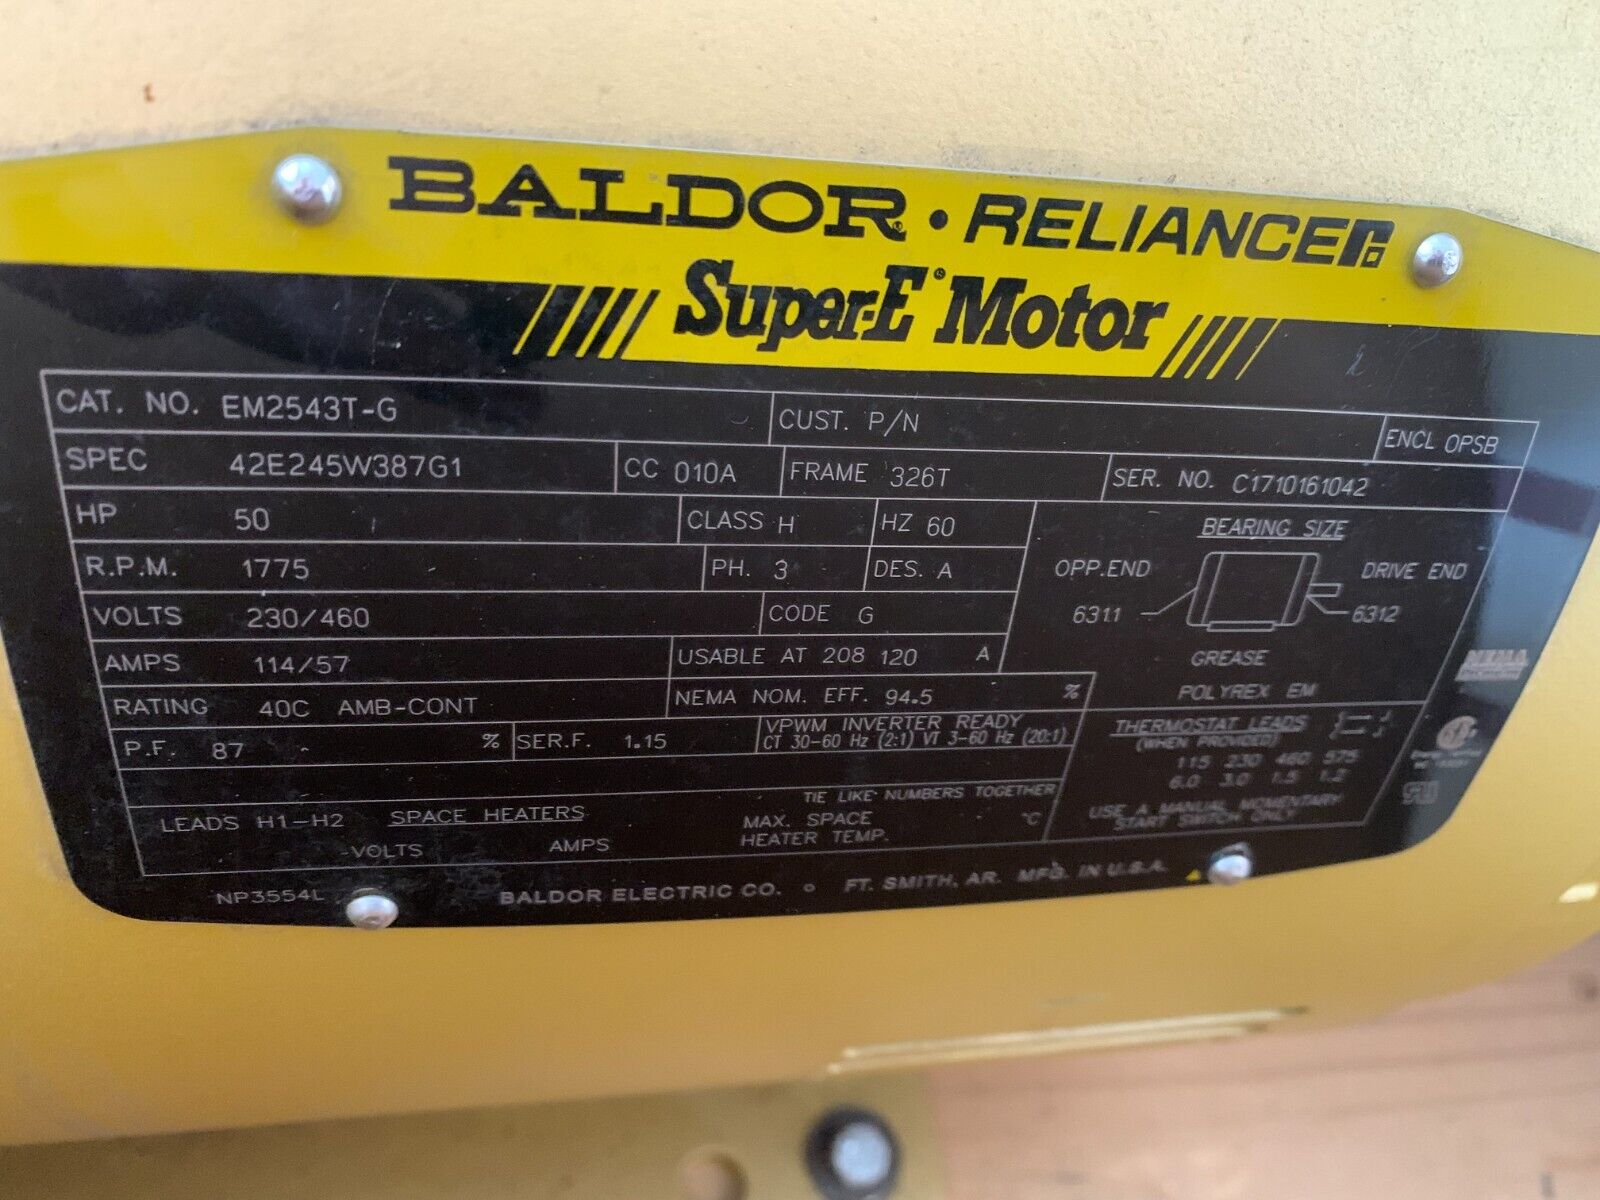 BALDOR® • RELIANCER
Super-E® Motor
CAT. NO. EM2543T-G CUST. P/N ENCL OPSB
SPEC 42E245W387G1 CC 010A FRAME 326T SER. NO. C1710161042
HP 50 CLASS H HZ 60
R.P.M. 1775 PH. 3 DES. A
VOLTS 230/460 CODE G
AMPS 114/57 USABLE AT 208 120 A
RATING 40C AMB-CONT NEMA NOM. EFF. 94.5 %
P.F. 87 % SER.F. 1.15 VPWM INVERTER READY
CT 30-60 Hz (2:1) VT 3-60 Hz (20:1)
BEARING SIZE
OPP.END DRIVE END
6311 6312
GREASE
POLYREX EM
THERMOSTAT LEADS
(WHEN PROVIDED)
115 230 460 575
6.0 3.0 1.5 1.2
USE A MANUAL MOMENTARY
START SWITCH ONLY
TIE LIKE NUMBERS TOGETHER
LEADS H1-H2 SPACE HEATERS MAX. SPACE °C
HEATER TEMP.
VOLTS AMPS
NP3554L BALDOR ELECTRIC CO. FT. SMITH, AR. MFG. IN U.S.A.
NEMA